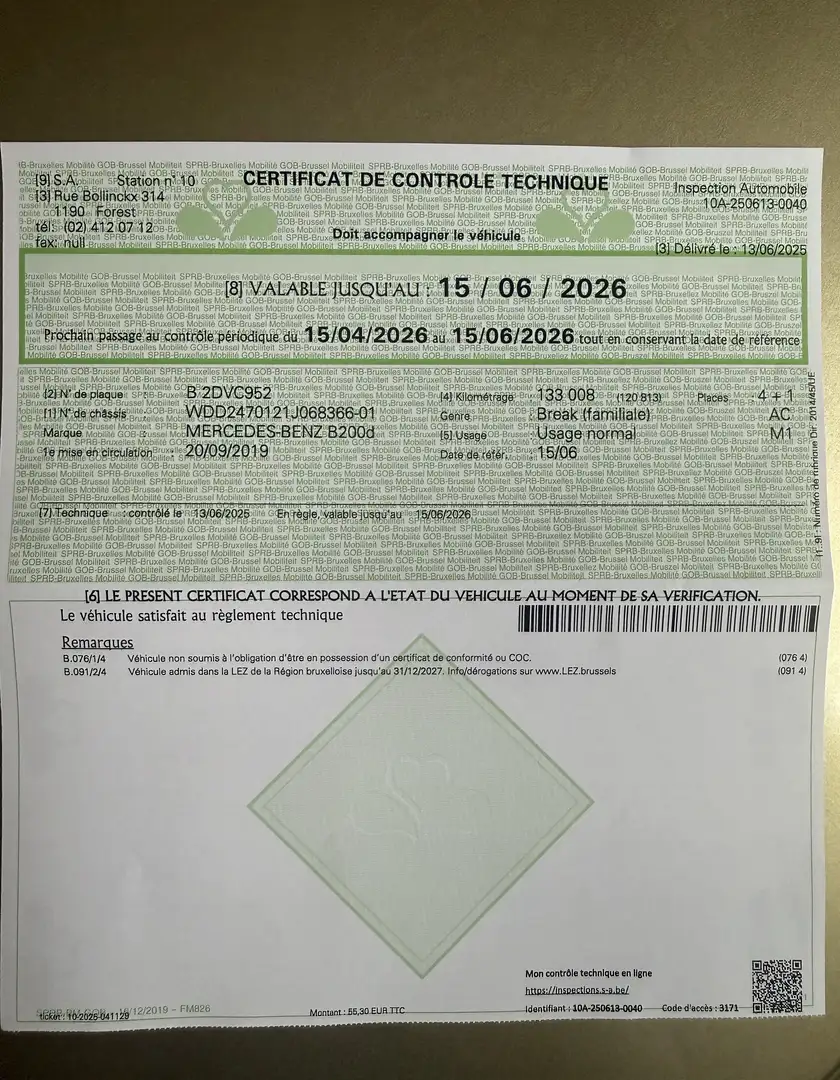 [9] S.A. Station n° 10
[3] Rue Bollinckx 314
1190 Forest
tél: (02) 412 07 12
fax: null
CERTIFICAT DE CONTROLE TECHNIQUE
Doit accompagner le véhicule
Inspection Automobile
10A-250613-0040
[3] Délivré le : 13/06/2025
[8] VALABLE JUSQU'AU : 15 / 06 / 2026
Prochain passage au contrôle périodique du 15/04/2026 au 15/06/2026 tout en conservant la date de référence
[2] N° de plaque : B 2DVC952
[1] N° de châssis : WDD2470121J068366-01
Marque : MERCEDES-BENZ B200d
1e mise en circulation : 20/09/2019
[4] Kilométrage : 133 008 (120 813) Places : 4 + 1
Genre : Break (familiale) AC
[5] Usage : Usage normal M1
Date de référ. : 15/06
[7] Technique : contrôlé le 13/06/2025 En règle, valable jusqu'au 15/06/2026
[6] LE PRESENT CERTIFICAT CORRESPOND A L'ETAT DU VEHICULE AU MOMENT DE SA VERIFICATION.
Le véhicule satisfait au règlement technique
Remarques
B.076/1/4 Véhicule non soumis à l'obligation d'être en possession d'un certificat de conformité ou COC. (076 4)
B.091/2/4 Véhicule admis dans la LEZ de la Région bruxelloise jusqu'au 31/12/2027. Info/dérogations sur www.LEZ.brussels (091 4)
Mon contrôle technique en ligne
https://inspections.s-a.be/
Identifiant : 10A-250613-0040 Code d'accès : 3171
16/12/2019 - FM826
ticket : 10-2025-041129
Montant : 55,30 EUR TTC